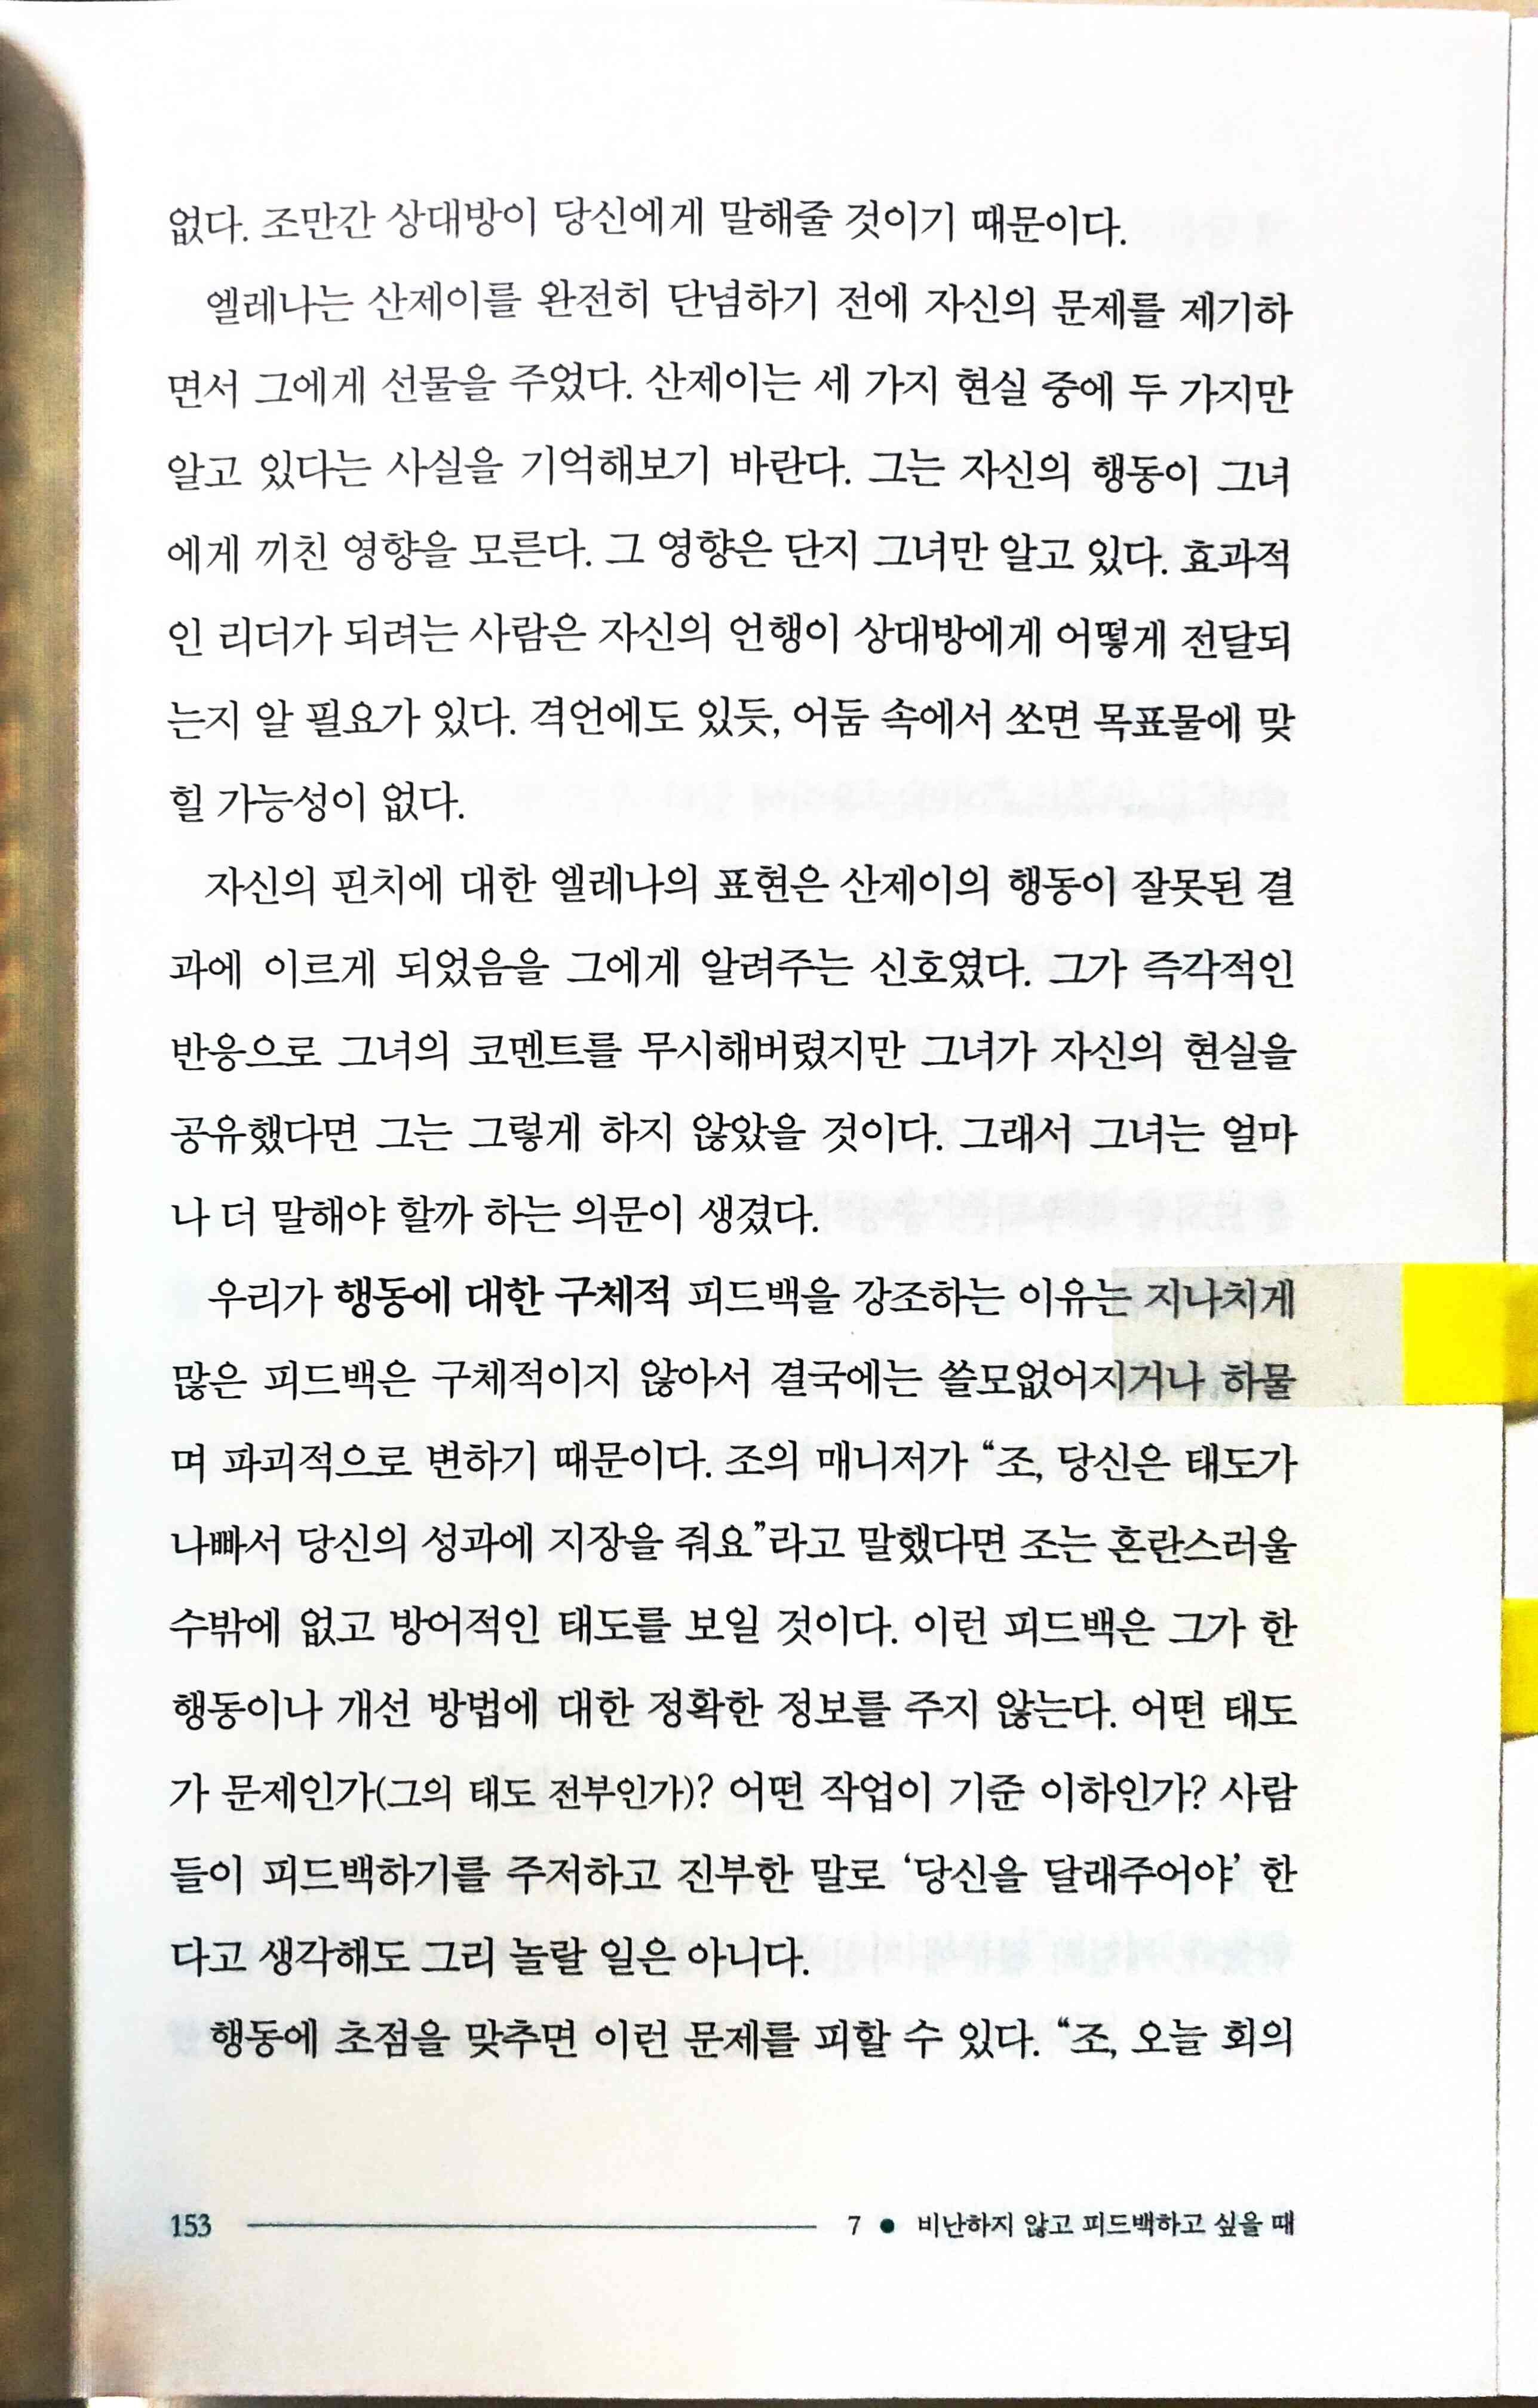 없다. 조만간 상대방이 당신에게 말해줄 것이기 때문이다.
엘레나는 산제이를 완전히 단념하기 전에 자신의 문제를 제기하
면서 그에게 선물을 주었다. 산제이는 세 가지 현실 중에 두 가지만
알고 있다는 사실을 기억해보기 바란다. 그는 자신의 행동이 그녀
에게 끼친 영향을 모른다. 그 영향은 단지 그녀만 알고 있다. 효과적
인 리더가 되려는 사람은 자신의 언행이 상대방에게 어떻게 전달되
는지 알 필요가 있다. 격언에도 있듯, 어둠 속에서 쏘면 목표물에 맞
힐 가능성이 없다.
자신의 핀치에 대한 엘레나의 표현은 산제이의 행동이 잘못된 결
과에 이르게 되었음을 그에게 알려주는 신호였다. 그가 즉각적인
반응으로 그녀의 코멘트를 무시해버렸지만 그녀가 자신의 현실을
공유했다면 그는 그렇게 하지 않았을 것이다. 그래서 그녀는 얼마
나 더 말해야 할까 하는 의문이 생겼다.
우리가 행동에 대한 구체적 피드백을 강조하는 이유는 지나치게
많은 피드백은 구체적이지 않아서 결국에는 쓸모없어지거나 하물
며 파괴적으로 변하기 때문이다. 조의 매니저가 “조, 당신은 태도가
나빠서 당신의 성과에 지장을 줘요”라고 말했다면 조는 혼란스러울
수밖에 없고 방어적인 태도를 보일 것이다. 이런 피드백은 그가 한
행동이나 개선 방법에 대한 정확한 정보를 주지 않는다. 어떤 태도
가 문제인가(그의 태도 전부인가)? 어떤 작업이 기준 이하인가? 사람
들이 피드백하기를 주저하고 진부한 말로 ‘당신을 달래주어야’ 한
다고 생각해도 그리 놀랄 일은 아니다.
행동에 초점을 맞추면 이런 문제를 피할 수 있다. “조, 오늘 회의
153 7 ● 비난하지 않고 피드백하고 싶을 때